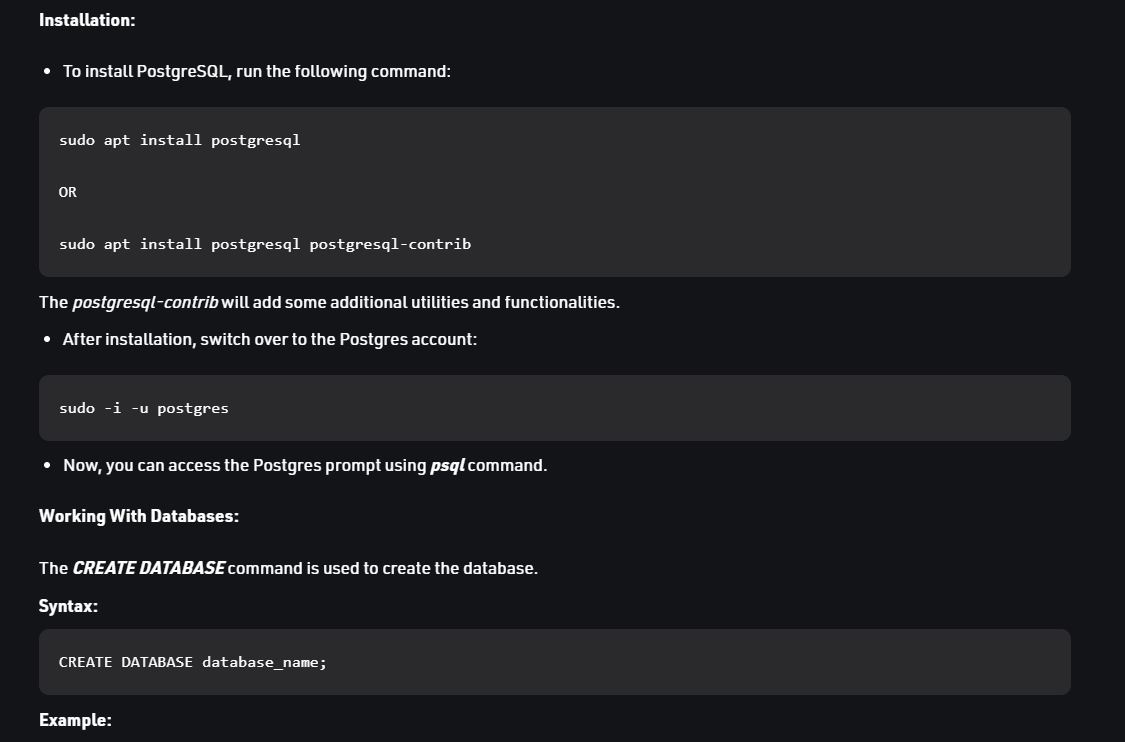 Installation:
• To install PostgreSQL, run the following command:
sudo apt install postgresql
OR
sudo apt install postgresql postgresql-contrib
The postgresql-contrib will add some additional utilities and functionalities.
• After installation, switch over to the Postgres account:
sudo -i -u postgres
• Now, you can access the Postgres prompt using psql command.
Working With Databases:
The CREATE DATABASE command is used to create the database.
Syntax:
CREATE DATABASE database_name;
Example: